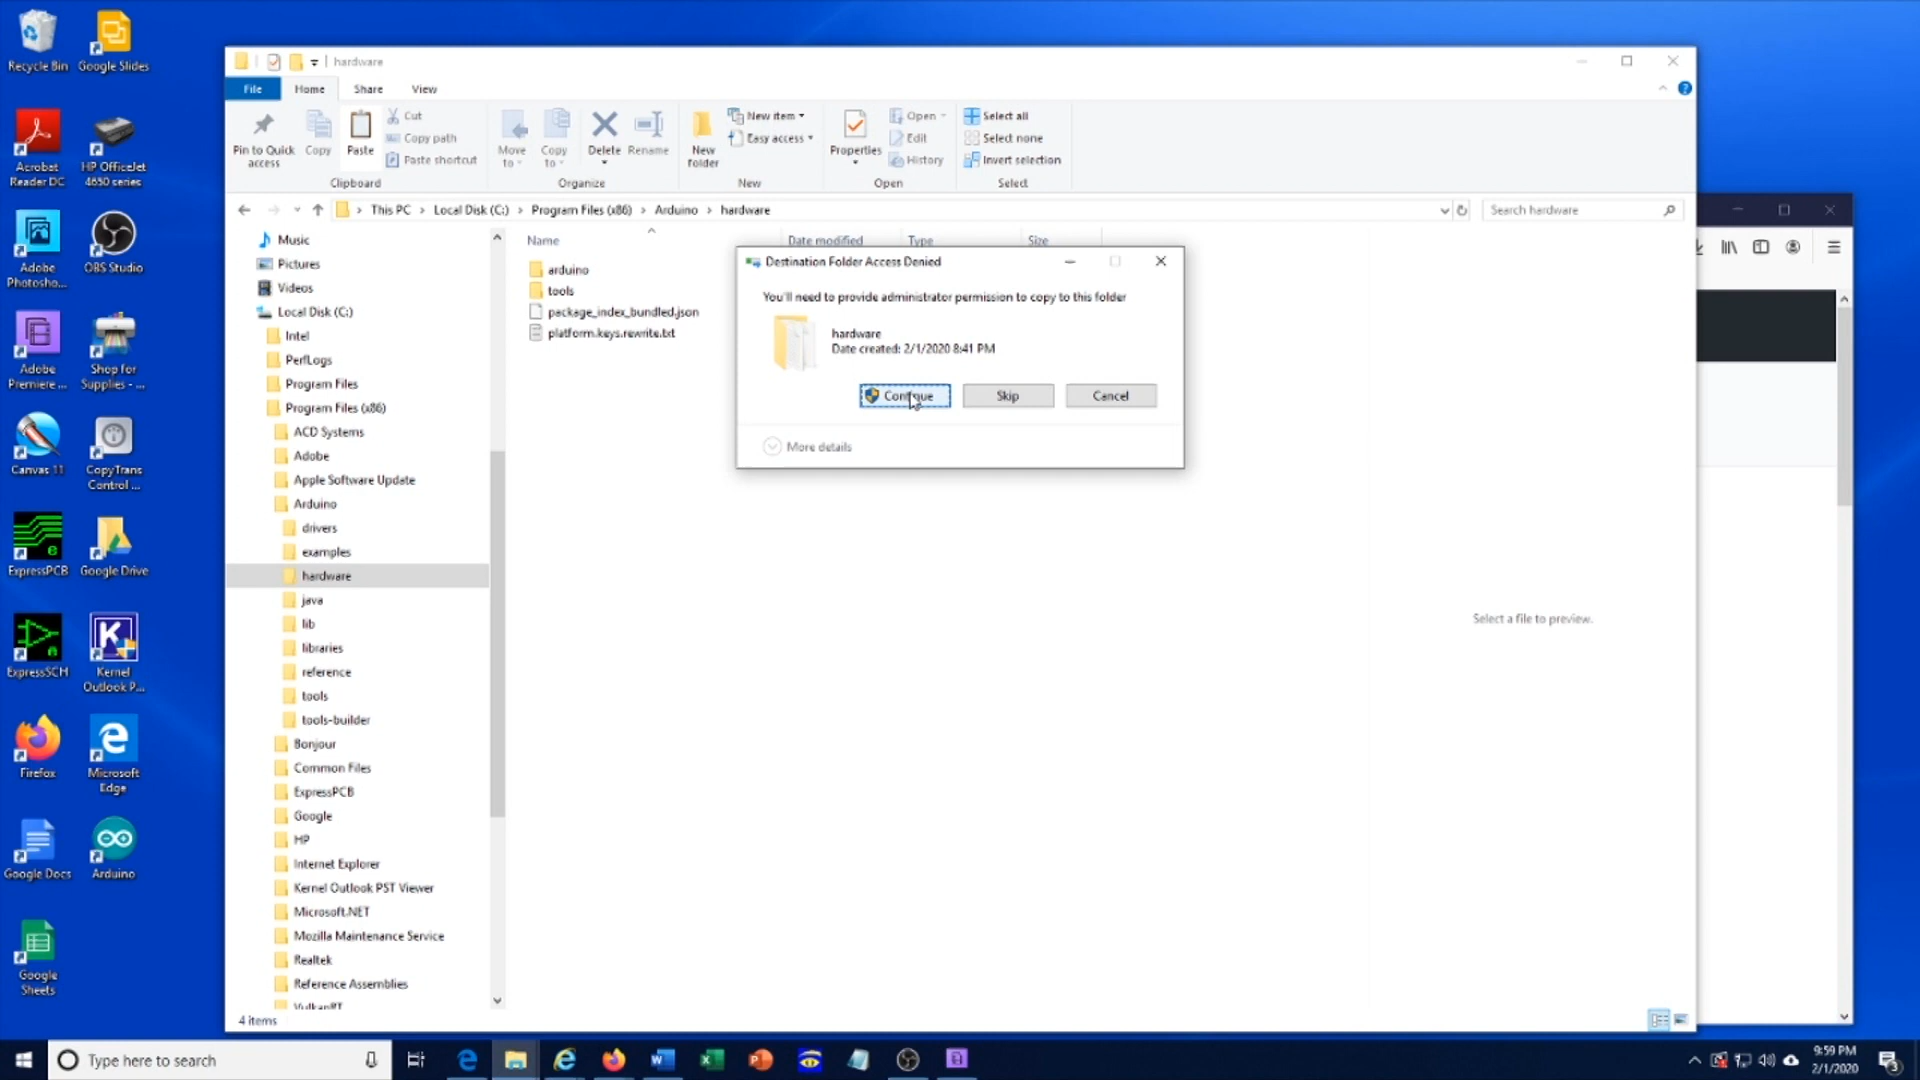 Recycle Bin
Google Slides
Acrobat
Reader DC
HP OfficeJet
4650 series
Adobe
Photosho...
OBS Studio
Adobe
Premiere ...
Shop for
Supplies - ...
Canvas 11
CopyTrans
Control ...
ExpressPCB
Google Drive
ExpressSCH
Kernel
Outlook P...
Firefox
Microsoft
Edge
Google Docs
Arduino
Google
Sheets
hardware
File
Home
Share
View
Pin to Quick
access
Copy
Paste
Cut
Copy path
Paste shortcut
Clipboard
Move
to
Copy
to
Delete
Rename
Organize
New
folder
New item
Easy access
New
Properties
Open
Edit
History
Open
Select all
Select none
Invert selection
Select
This PC > Local Disk (C:) > Program Files (x86) > Arduino > hardware
Search hardware
Music
Pictures
Videos
Local Disk (C:)
Intel
PerfLogs
Program Files
Program Files (x86)
ACD Systems
Adobe
Apple Software Update
Arduino
drivers
examples
hardware
java
lib
libraries
reference
tools
tools-builder
Bonjour
Common Files
ExpressPCB
Google
HP
Internet Explorer
Kernel Outlook PST Viewer
Microsoft.NET
Mozilla Maintenance Service
Realtek
Reference Assemblies
VulkanRT
Name
Date modified
Type
Size
arduino
tools
package_index_bundled.json
platform.keys.rewrite.txt
Destination Folder Access Denied
You'll need to provide administrator permission to copy to this folder
hardware
Date created: 2/1/2020 8:41 PM
Continue
Skip
Cancel
More details
Select a file to preview.
4 items
Type here to search
9:59 PM
2/1/2020
3